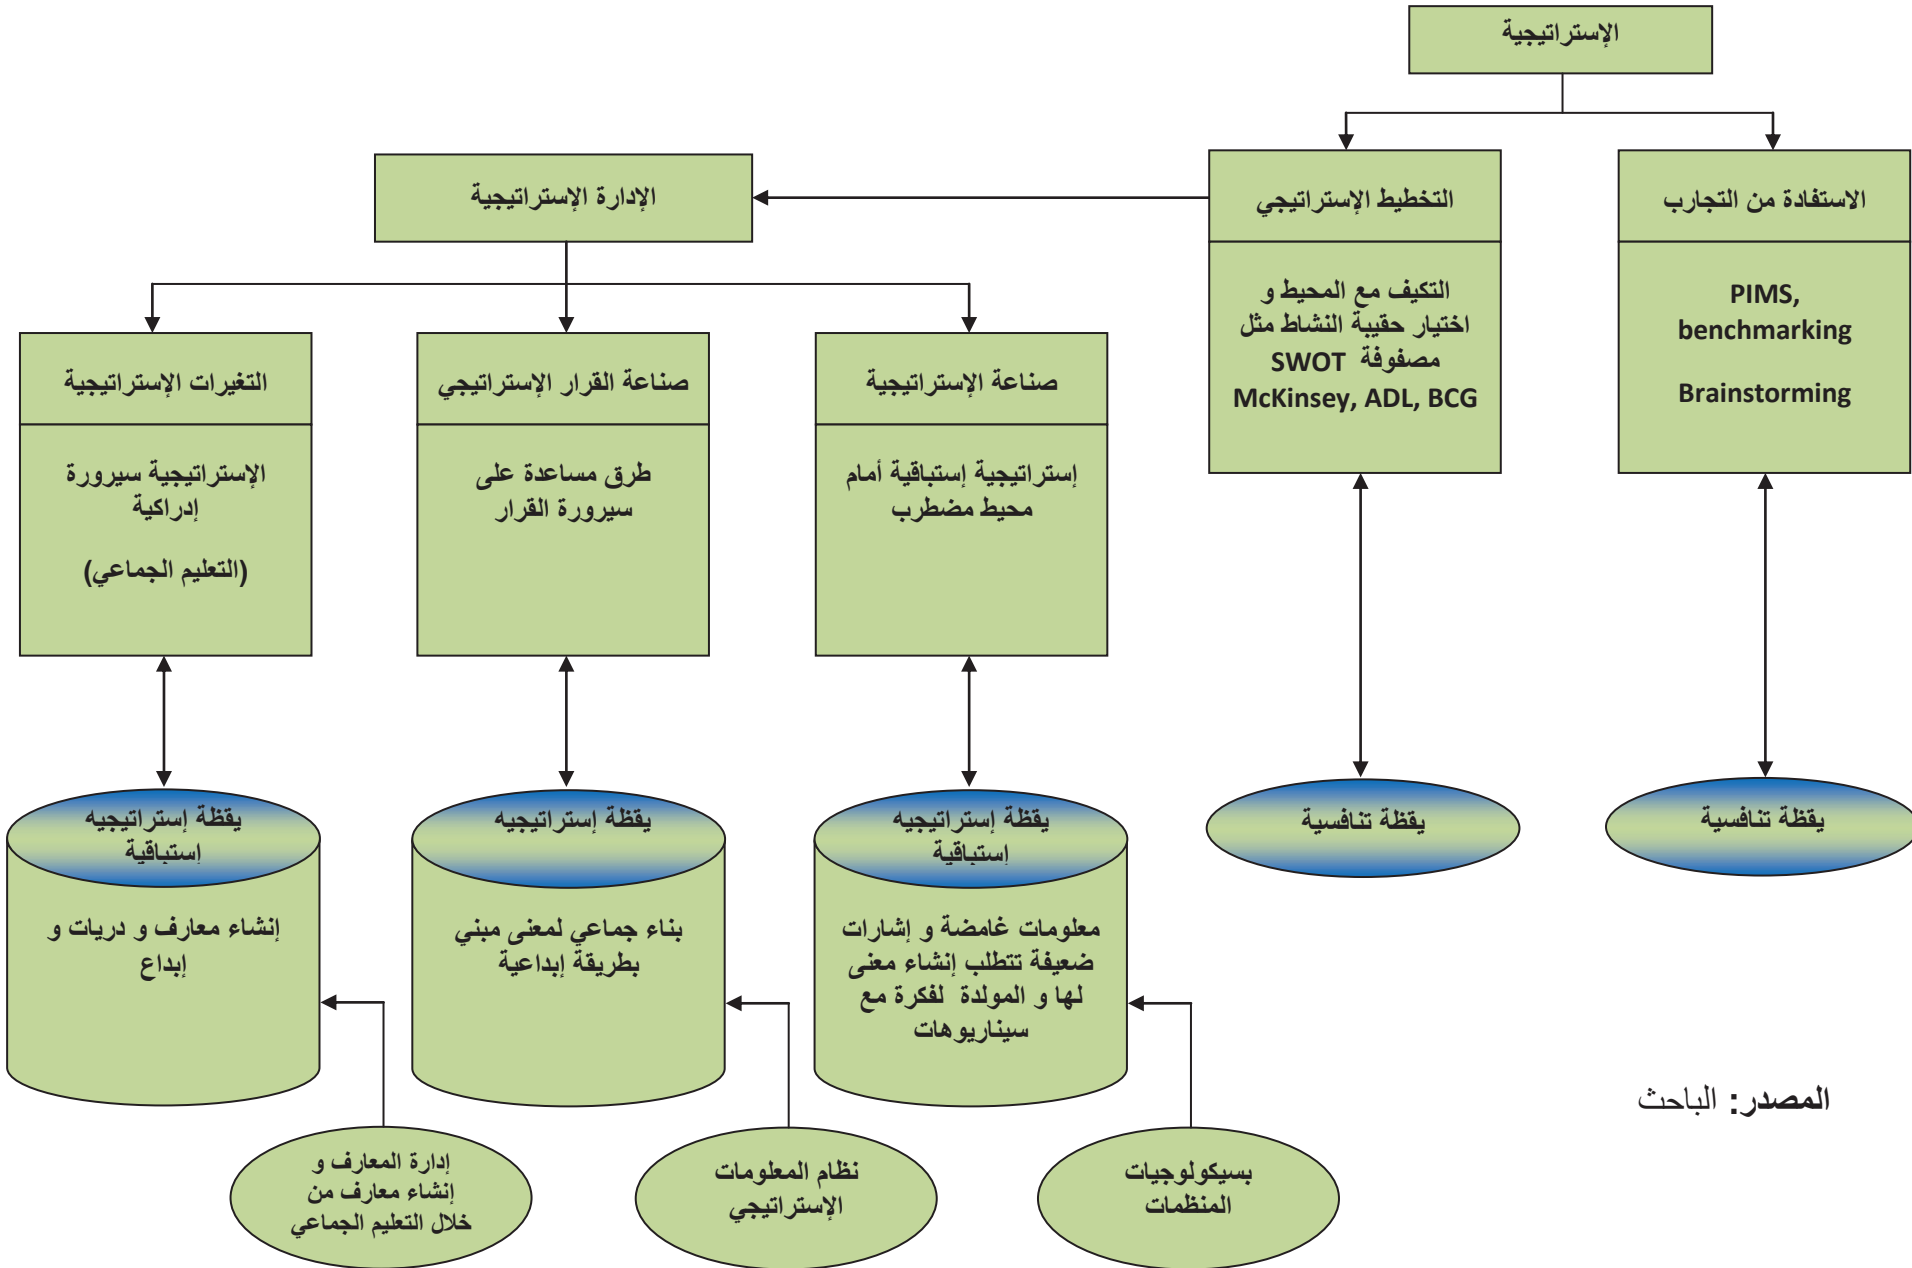 الإستراتيجية
الاستفادة من التجارب
PIMS,
benchmarking
Brainstorming
التخطيط الإستراتيجي
التكيف مع المحيط و
اختيار حقيبة النشاط مثل
مصفوفة SWOT
McKinsey, ADL, BCG
الإدارة الإستراتيجية
صناعة الإستراتيجية
إستراتيجية إستباقية أمام
محيط مضطرب
صناعة القرار الإستراتيجي
طرق مساعدة على
سيرورة القرار
التغيرات الإستراتيجية
الإستراتيجية سيرورة
إدراكية
(التعليم الجماعي)
يقظة تنافسية
يقظة تنافسية
يقظة إستراتيجيه
إستباقية
معلومات غامضة و إشارات
ضعيفة تتطلب إنشاء معنى
لها و المولدة لفكرة مع
سيناريوهات
يقظة إستراتيجيه
بناء جماعي لمعنى مبني
بطريقة إبداعية
يقظة إستراتيجيه
إستباقية
إنشاء معارف و دريات و
إبداع
بسيكولوجيات
المنظمات
نظام المعلومات
الإستراتيجي
إدارة المعارف و
إنشاء معارف من
خلال التعليم الجماعي
المصدر: الباحث